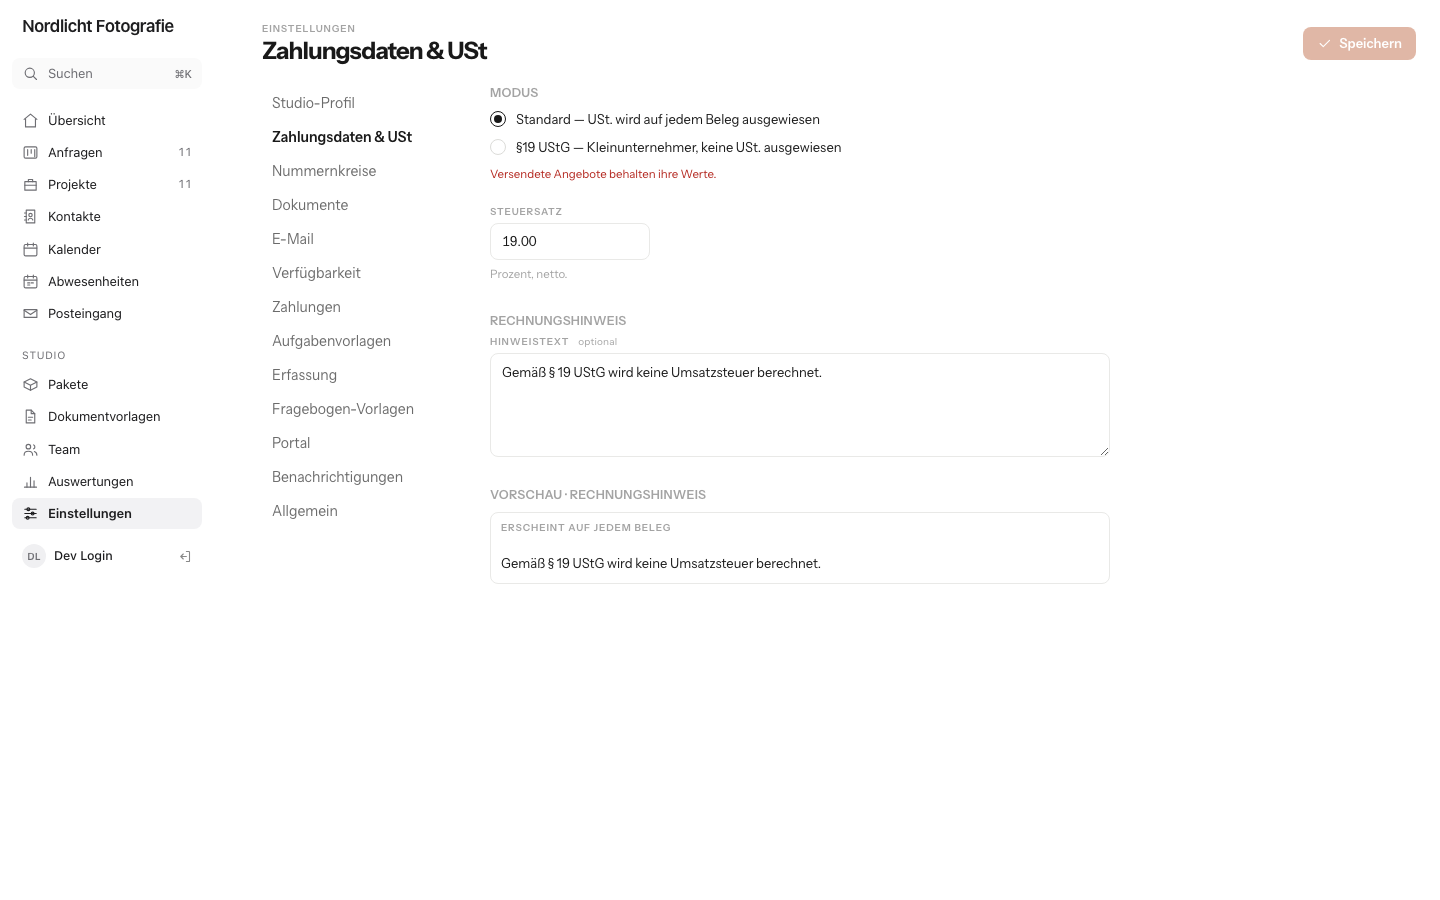 Nordlicht Fotografie
Suchen ⌘K
Übersicht
Anfragen 11
Projekte 11
Kontakte
Kalender
Abwesenheiten
Posteingang
STUDIO
Pakete
Dokumentvorlagen
Team
Auswertungen
Einstellungen
DL Dev Login
EINSTELLUNGEN
Zahlungsdaten & USt
Speichern
Studio-Profil
Zahlungsdaten & USt
Nummernkreise
Dokumente
E-Mail
Verfügbarkeit
Zahlungen
Aufgabenvorlagen
Erfassung
Fragebogen-Vorlagen
Portal
Benachrichtigungen
Allgemein
MODUS
Standard — USt. wird auf jedem Beleg ausgewiesen
§19 UStG — Kleinunternehmer, keine USt. ausgewiesen
Versendete Angebote behalten ihre Werte.
STEUERSATZ
19.00
Prozent, netto.
RECHNUNGSHINWEIS
HINWEISTEXT optional
Gemäß § 19 UStG wird keine Umsatzsteuer berechnet.
VORSCHAU · RECHNUNGSHINWEIS
ERSCHEINT AUF JEDEM BELEG
Gemäß § 19 UStG wird keine Umsatzsteuer berechnet.